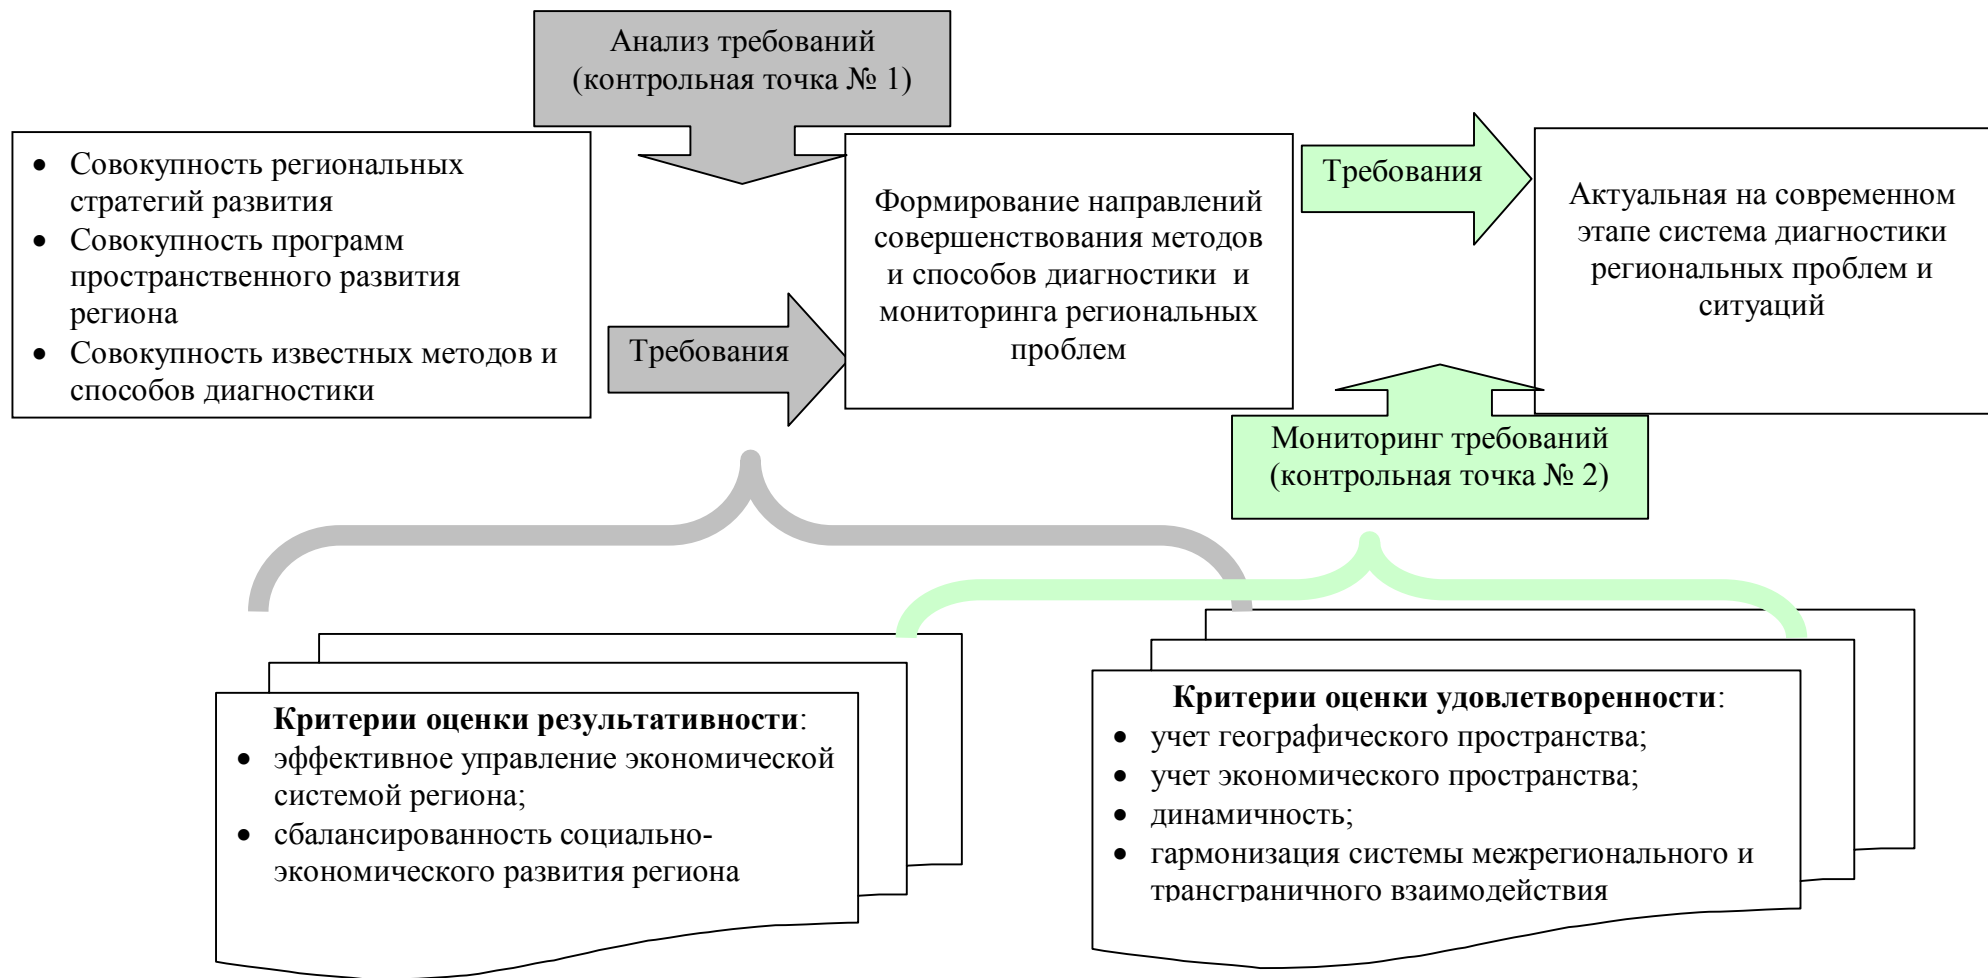 Анализ требований
(контрольная точка № 1)
• Совокупность региональных
стратегий развития
• Совокупность программ
пространственного развития
региона
• Совокупность известных методов и
способов диагностики
Требования
Формирование направлений
совершенствования методов
и способов диагностики и
мониторинга региональных
проблем
Требования
Актуальная на современном
этапе система диагностики
региональных проблем и
ситуаций
Мониторинг требований
(контрольная точка № 2)
Критерии оценки результативности:
• эффективное управление экономической
системой региона;
• сбалансированность социально-
экономического развития региона
Критерии оценки удовлетворенности:
• учет географического пространства;
• учет экономического пространства;
• динамичность;
• гармонизация системы межрегионального и
трансграничного взаимодействия